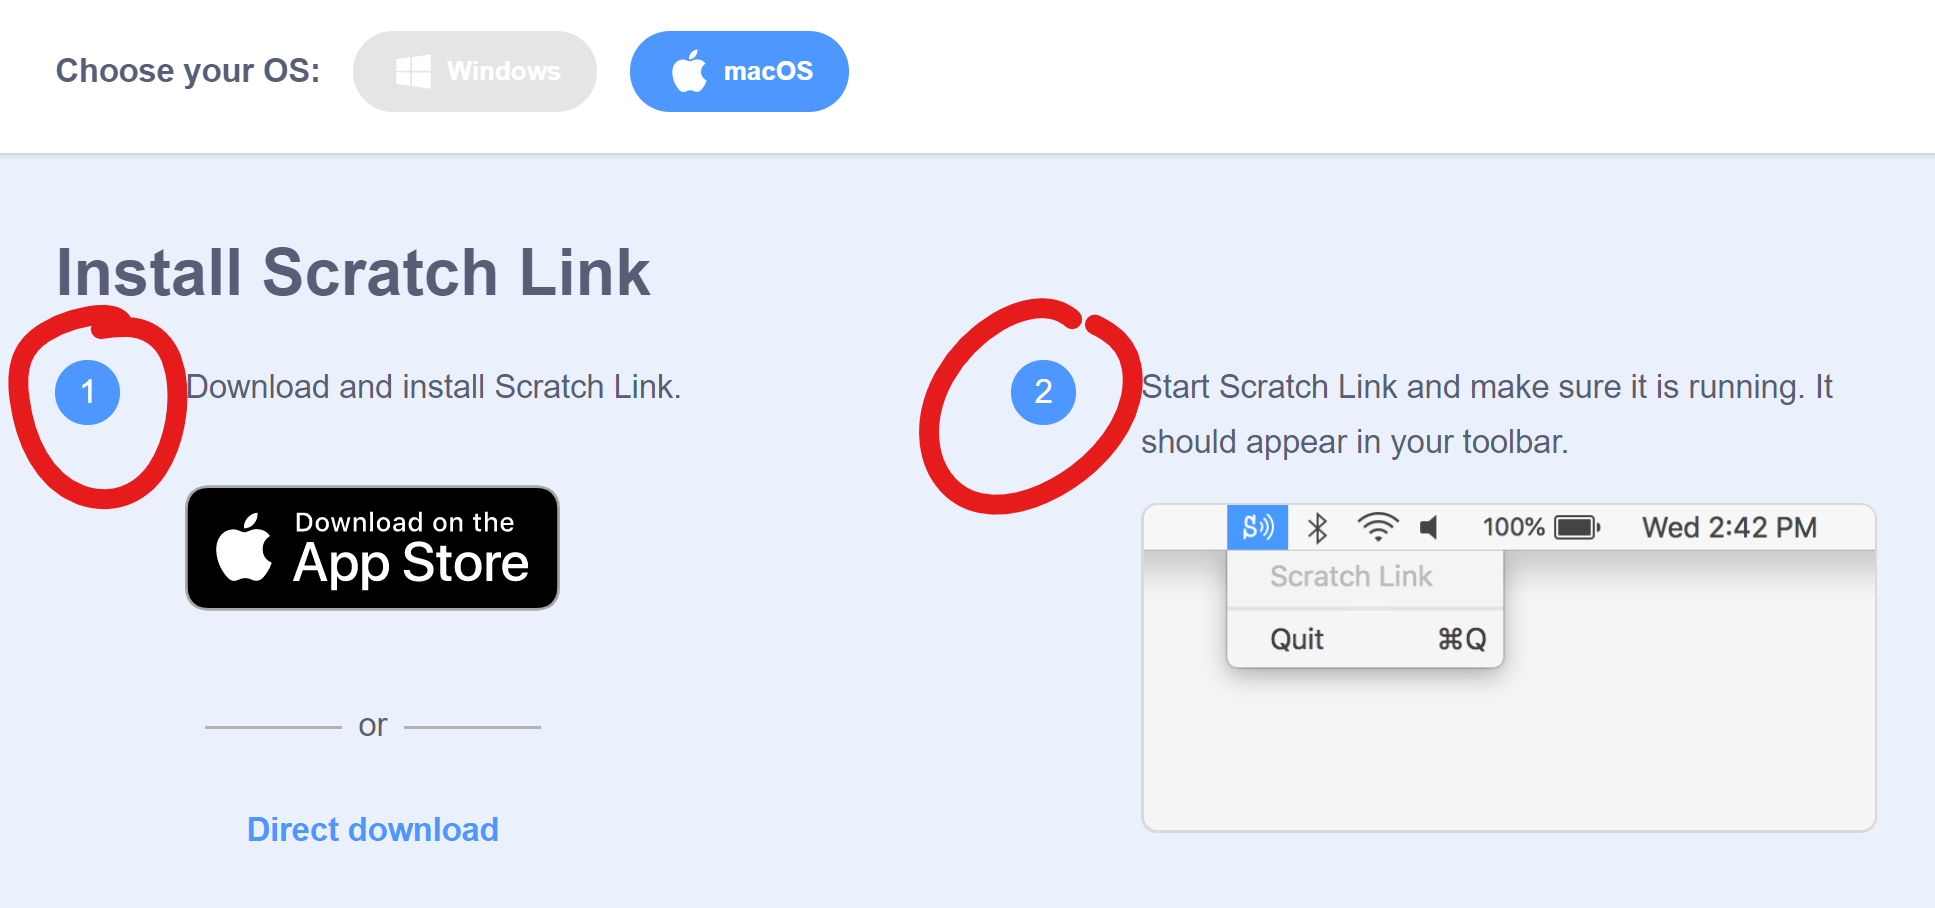 Choose your OS:
Windows
macOS
Install Scratch Link
1
Download and install Scratch Link.
Download on the
App Store
or
Direct download
2
Start Scratch Link and make sure it is running. It
should appear in your toolbar.
S 100% Wed 2:42 PM
Scratch Link
Quit ⌘Q